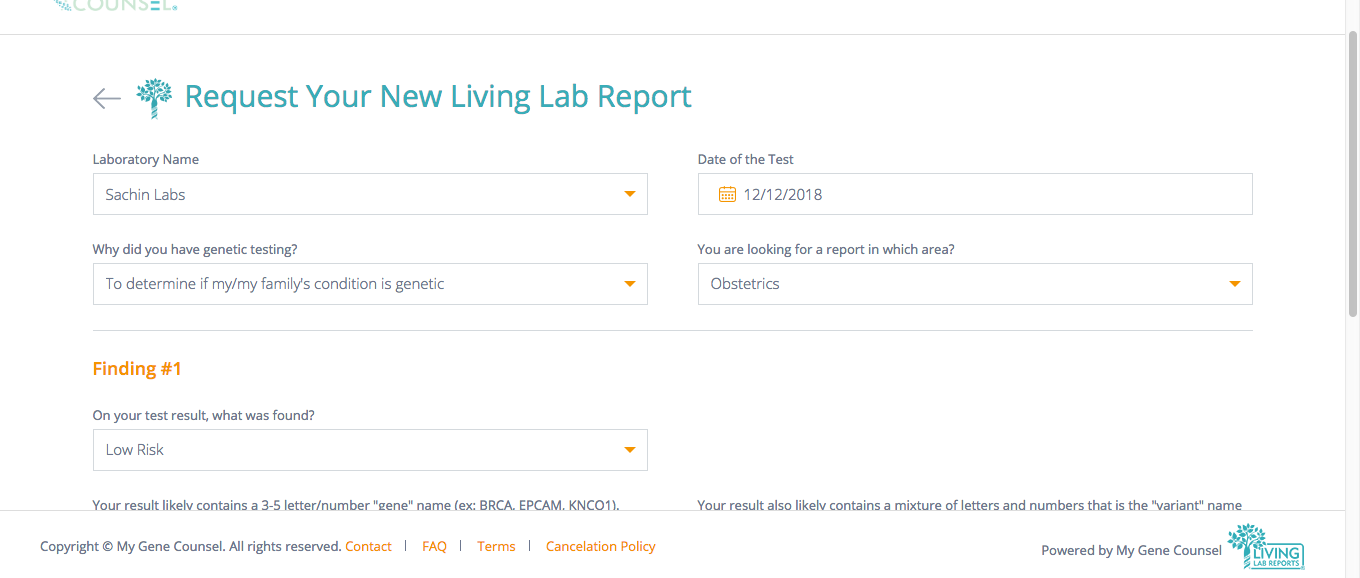 COUNSEL
Request Your New Living Lab Report
Laboratory Name
Sachin Labs
Date of the Test
12/12/2018
Why did you have genetic testing?
To determine if my/my family's condition is genetic
You are looking for a report in which area?
Obstetrics
Finding #1
On your test result, what was found?
Low Risk
Your result likely contains a 3-5 letter/number "gene" name (ex: BRCA, EPCAM, KNCQ1).
Your result also likely contains a mixture of letters and numbers that is the "variant" name
Copyright © My Gene Counsel. All rights reserved. Contact | FAQ | Terms | Cancelation Policy
Powered by My Gene Counsel
LIVING
LAB REPORTS